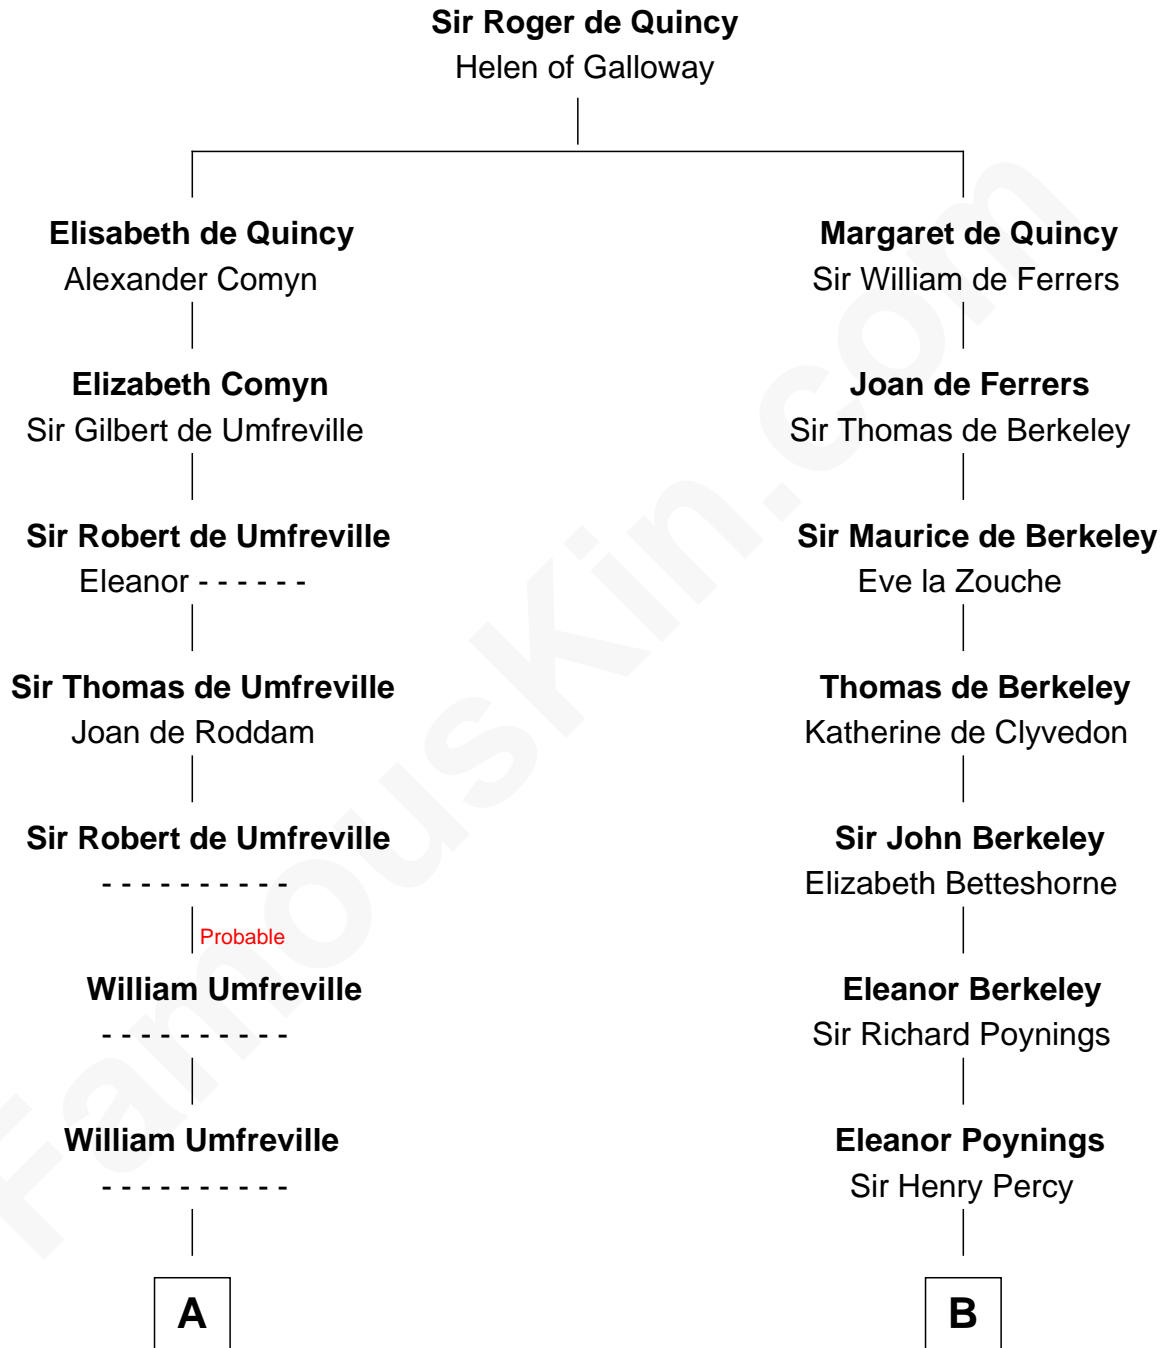 Sir Roger de Quincy
Helen of Galloway
Elisabeth de Quincy
Alexander Comyn
Margaret de Quincy
Sir William de Ferrers
Elizabeth Comyn
Sir Gilbert de Umfreville
Joan de Ferrers
Sir Thomas de Berkeley
Sir Robert de Umfreville
Eleanor - - - - - -
Sir Maurice de Berkeley
Eve la Zouche
Sir Thomas de Umfreville
Joan de Roddam
Thomas de Berkeley
Katherine de Clyvedon
Sir Robert de Umfreville
- - - - - - - - - -
Sir John Berkeley
Elizabeth Betteshorne
Probable
William Umfreville
- - - - - - - - - -
Eleanor Berkeley
Sir Richard Poynings
William Umfreville
- - - - - - - - - -
Eleanor Poynings
Sir Henry Percy
A
B
FamousKin.com